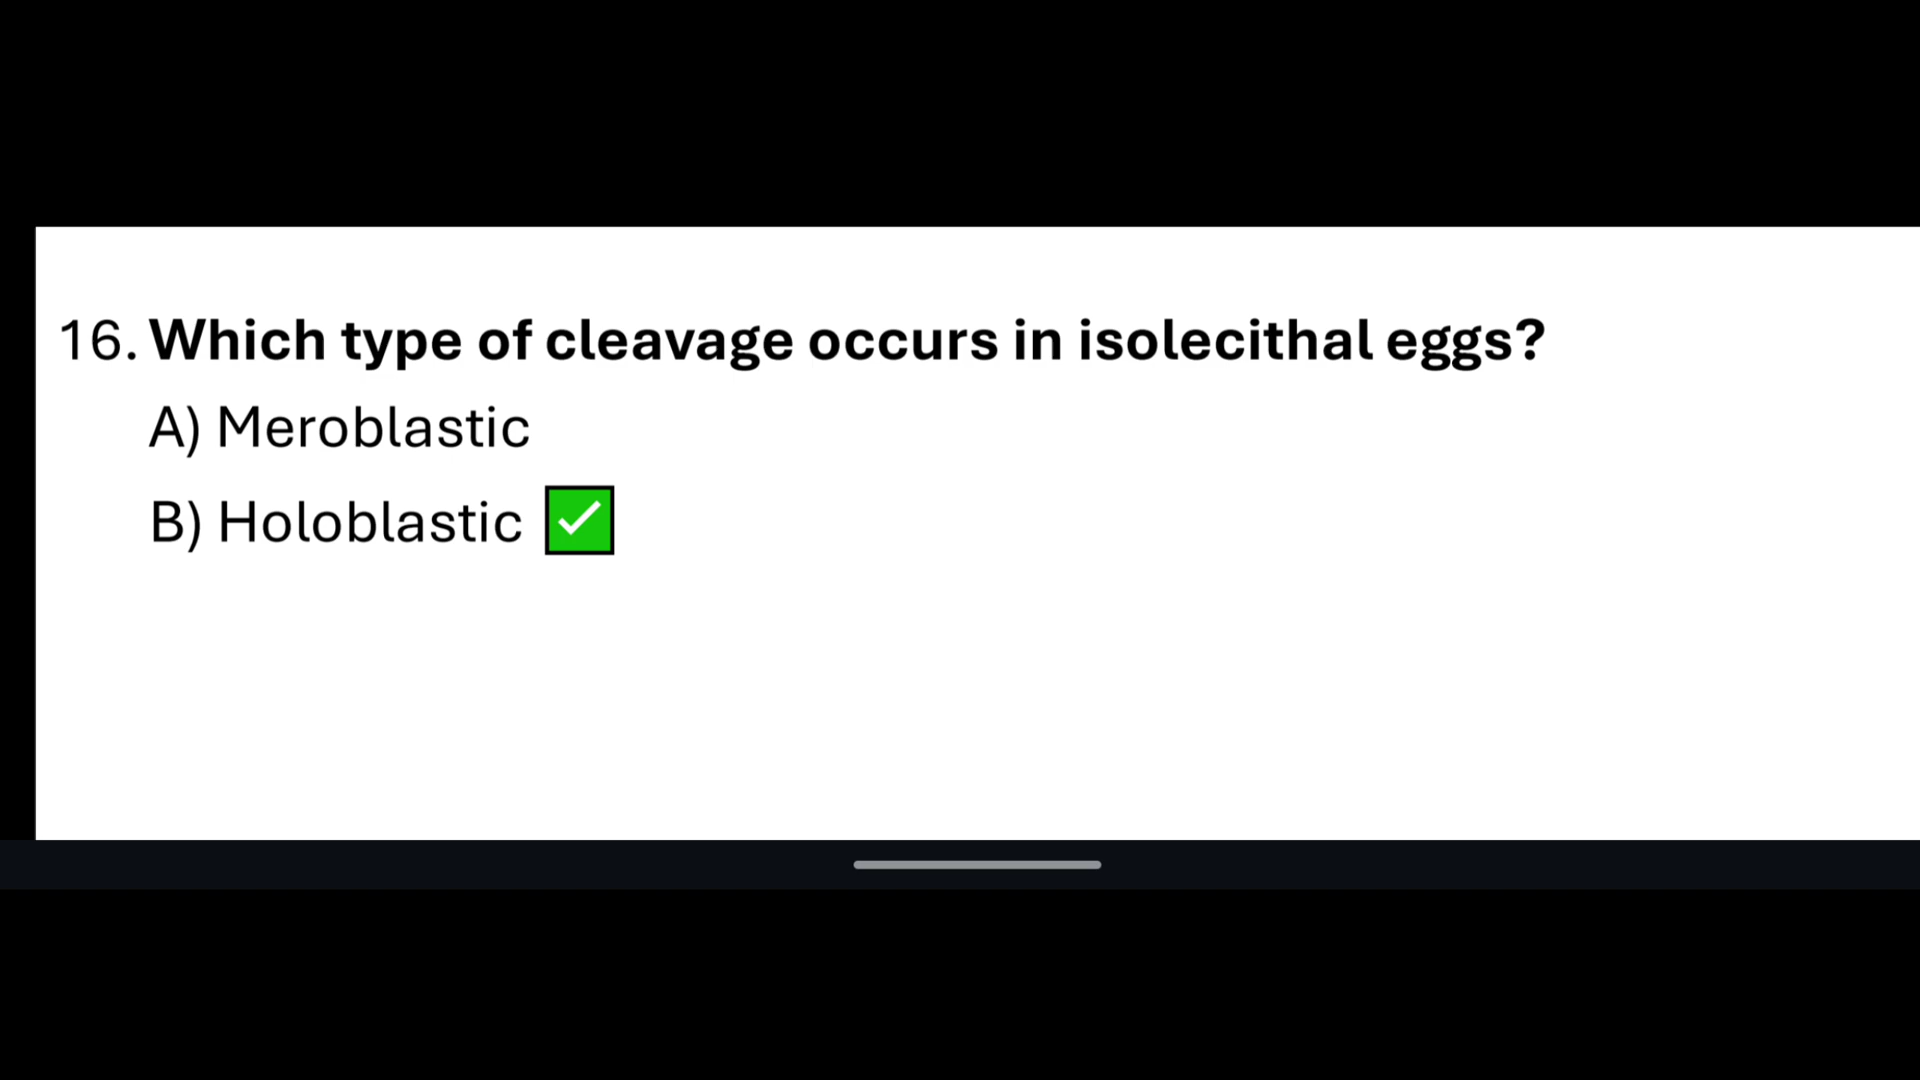 16. Which type of cleavage occurs in isolecithal eggs?
A) Meroblastic
B) Holoblastic ✅